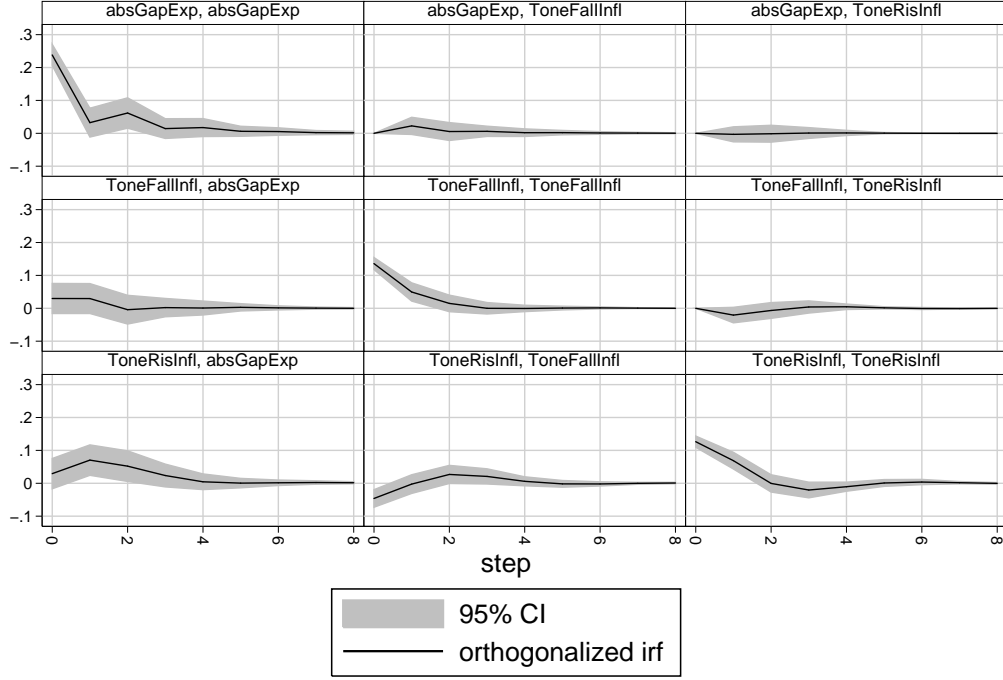 absGapExp, absGapExp absGapExp, ToneFallInfl absGapExp, ToneRisInfl
.3
.2
.1
0
−.1
ToneFallInfl, absGapExp ToneFallInfl, ToneFallInfl ToneFallInfl, ToneRisInfl
.3
.2
.1
0
−.1
ToneRisInfl, absGapExp ToneRisInfl, ToneFallInfl ToneRisInfl, ToneRisInfl
.3
.2
.1
0
−.1
0 2 4 6 8 0 2 4 6 8 0 2 4 6 8
step
95% CI
orthogonalized irf